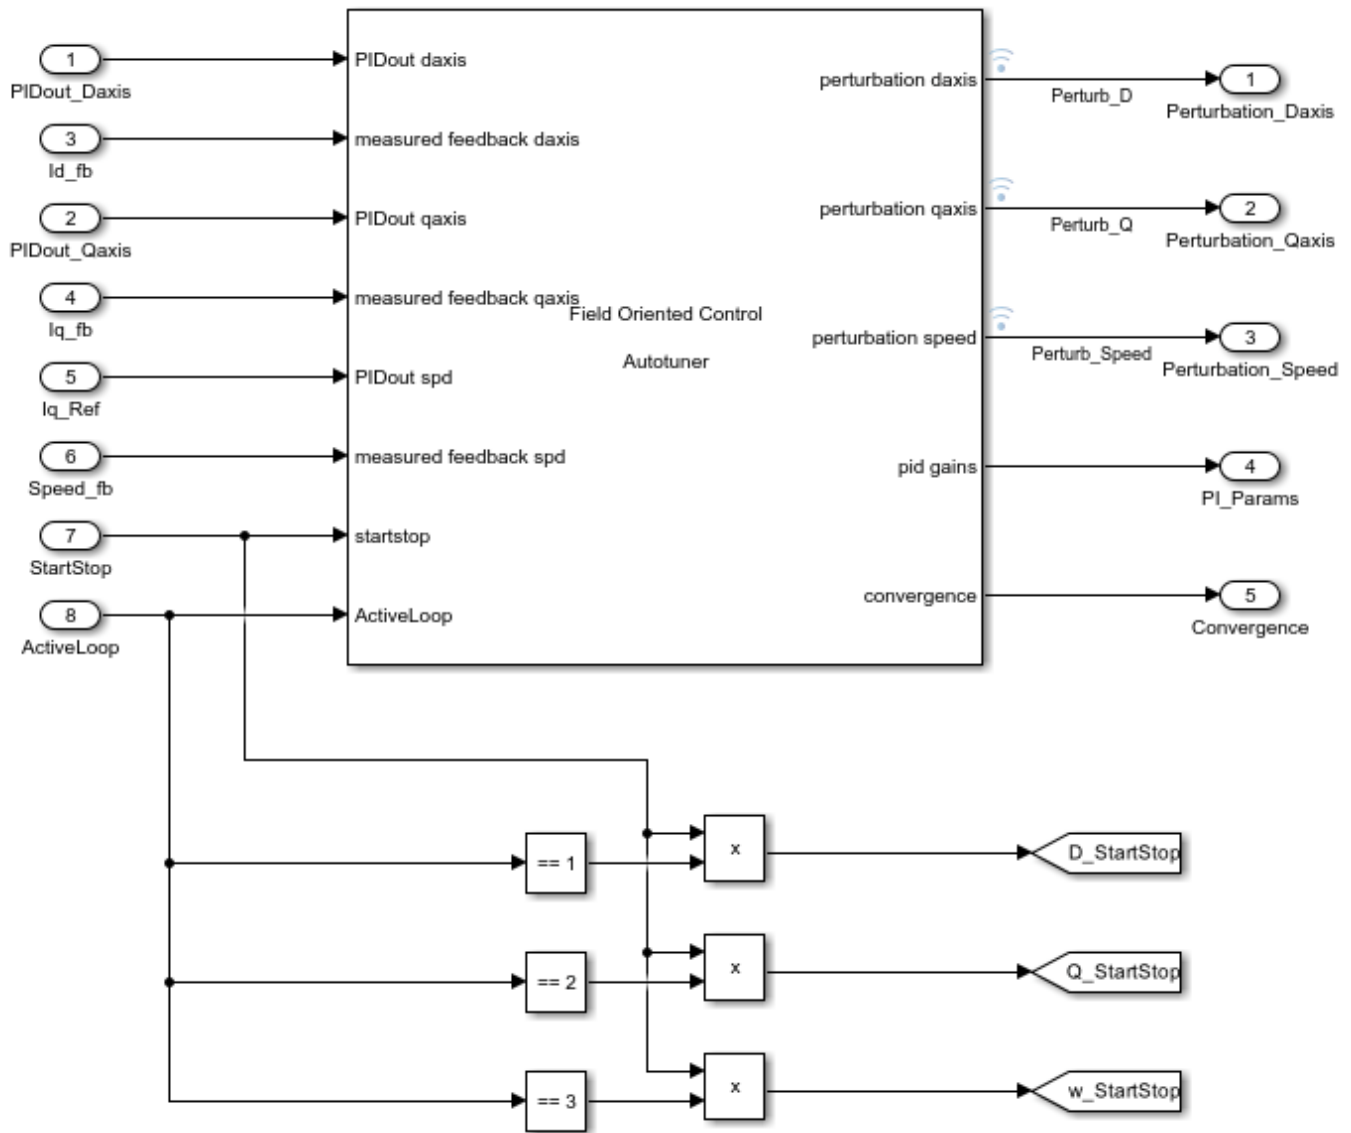 1
PIDout_Daxis
3
Id_fb
2
PIDout_Qaxis
4
Iq_fb
5
Iq_Ref
6
Speed_fb
7
StartStop
8
ActiveLoop
PIDout daxis
measured feedback daxis
PIDout qaxis
measured feedback qaxis
PIDout spd
measured feedback spd
startstop
ActiveLoop
Field Oriented Control
Autotuner
perturbation daxis
perturbation qaxis
perturbation speed
pid gains
convergence
Perturb_D
Perturb_Q
Perturb_Speed
1
Perturbation_Daxis
2
Perturbation_Qaxis
3
Perturbation_Speed
4
PI_Params
5
Convergence
== 1
x
D_StartStop
== 2
x
Q_StartStop
== 3
x
w_StartStop